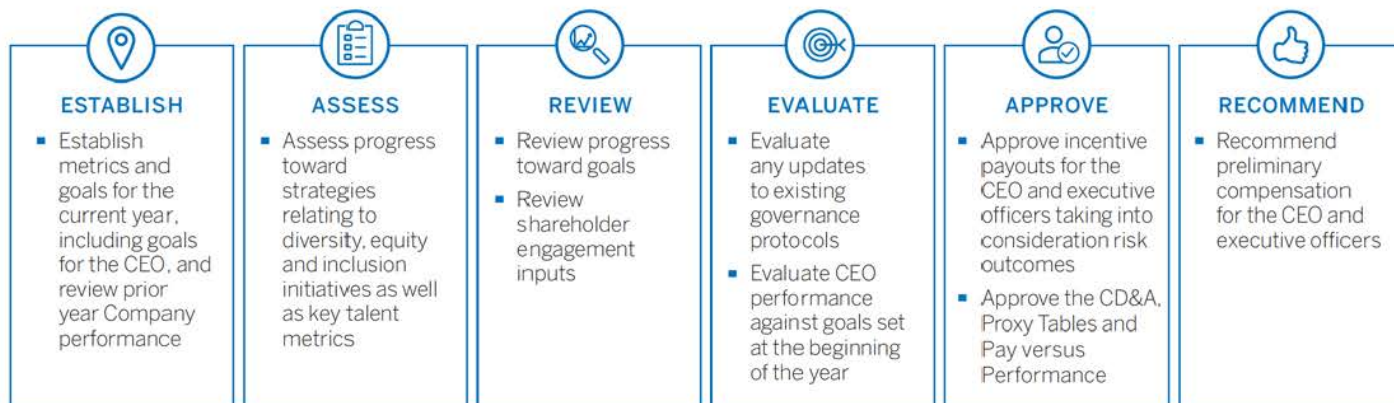 ESTABLISH
▪ Establish
metrics and
goals for the
current year,
including goals
for the CEO, and
review prior
year Company
performance
ASSESS
▪ Assess progress
toward
strategies
relating to
diversity, equity
and inclusion
initiatives as well
as key talent
metrics
REVIEW
▪ Review progress
toward goals
▪ Review
shareholder
engagement
inputs
EVALUATE
▪ Evaluate
any updates
to existing
governance
protocols
▪ Evaluate CEO
performance
against goals set
at the beginning
of the year
APPROVE
▪ Approve incentive
payouts for the
CEO and executive
officers taking into
consideration risk
outcomes
▪ Approve the CD&A,
Proxy Tables and
Pay versus
Performance
RECOMMEND
▪ Recommend
preliminary
compensation
for the CEO and
executive officers